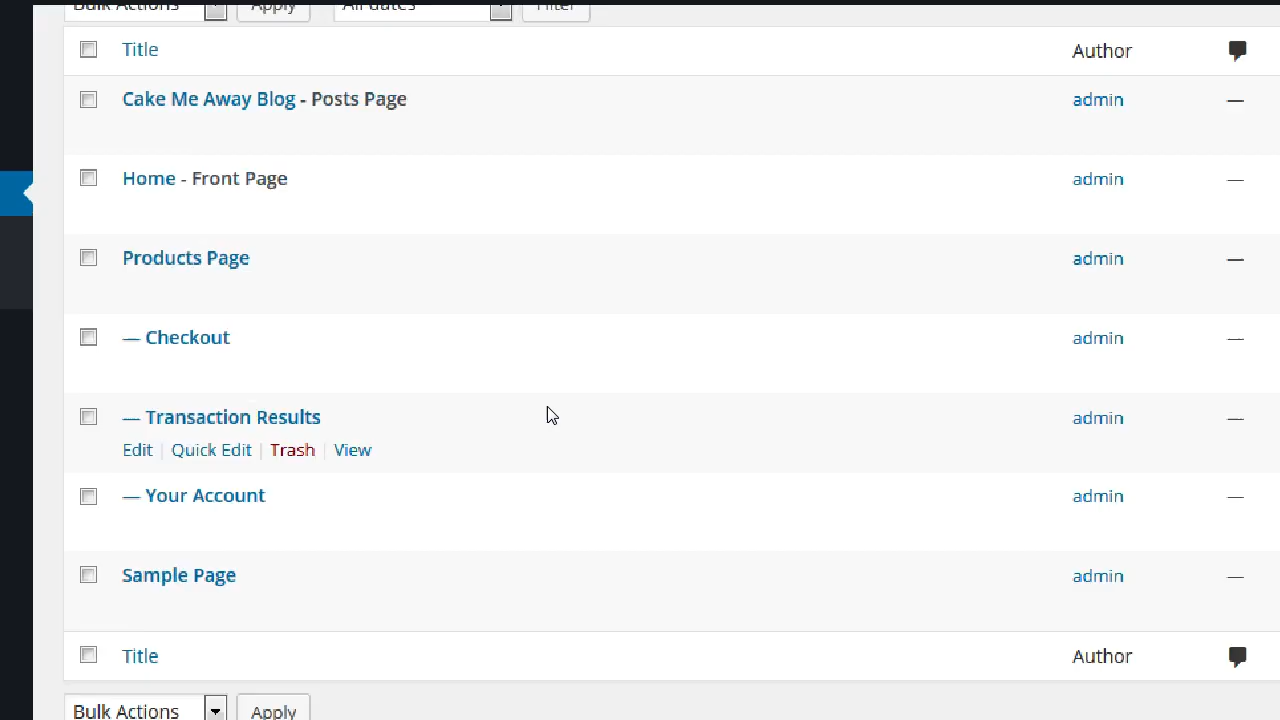 Bulk Actions Apply All dates Filter
Title Author
Cake Me Away Blog - Posts Page admin —
Home - Front Page admin —
Products Page admin —
— Checkout admin —
— Transaction Results admin —
Edit | Quick Edit | Trash | View
— Your Account admin —
Sample Page admin —
Title Author
Bulk Actions Apply